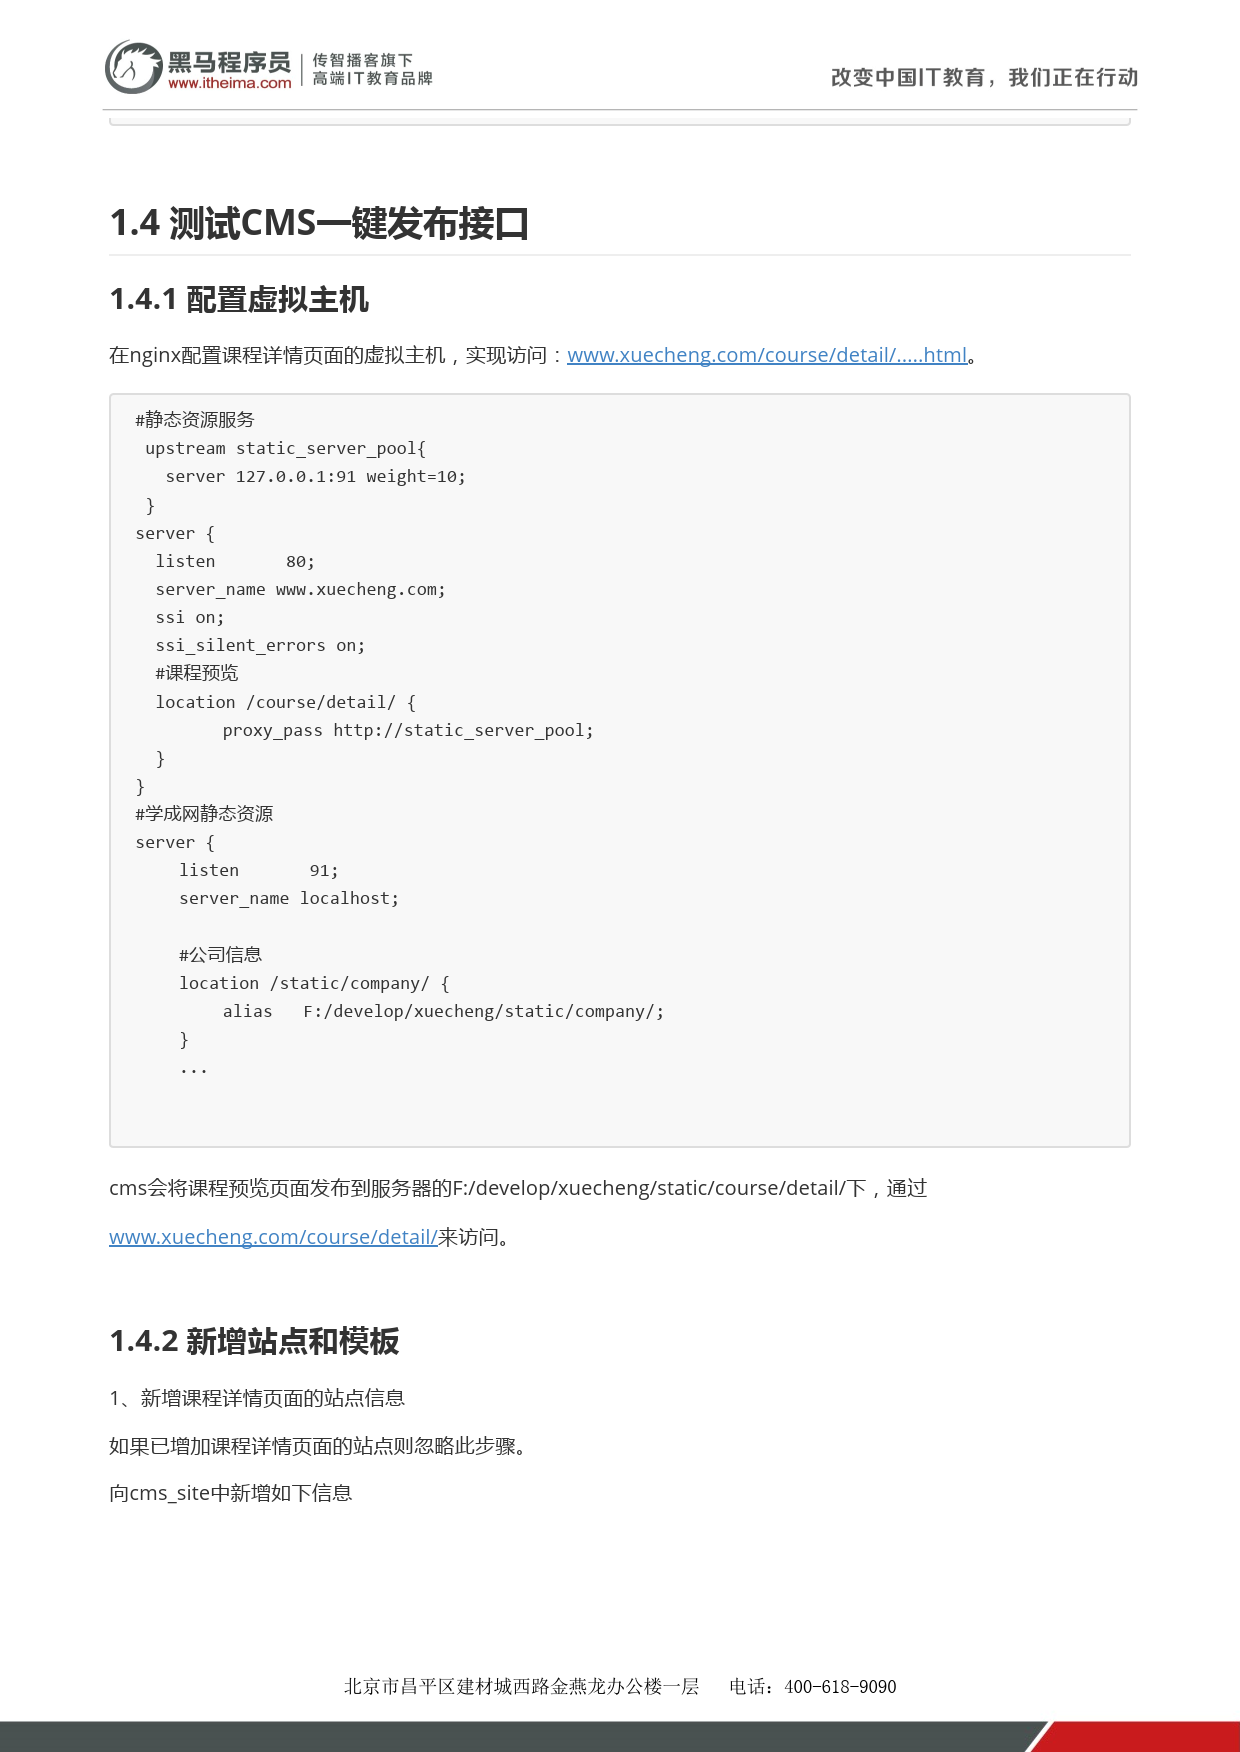 黑马程序员
www.itheima.com
传智播客旗下
高端IT教育品牌
改变中国IT教育，我们正在行动
1.4 测试CMS一键发布接口
1.4.1 配置虚拟主机
在nginx配置课程详情页面的虚拟主机，实现访问：www.xuecheng.com/course/detail/.....html。
#静态资源服务
upstream static_server_pool{
server 127.0.0.1:91 weight=10;
}
server {
listen       80;
server_name www.xuecheng.com;
ssi on;
ssi_silent_errors on;
#课程预览
location /course/detail/ {
proxy_pass http://static_server_pool;
}
}
#学成网静态资源
server {
listen       91;
server_name localhost;
#公司信息
location /static/company/ {
alias   F:/develop/xuecheng/static/company/;
}
...
cms会将课程预览页面发布到服务器的F:/develop/xuecheng/static/course/detail/下，通过
www.xuecheng.com/course/detail/来访问。
1.4.2 新增站点和模板
1、新增课程详情页面的站点信息
如果已增加课程详情页面的站点则忽略此步骤。
向cms_site中新增如下信息
北京市昌平区建材城西路金燕龙办公楼一层   电话：400-618-9090